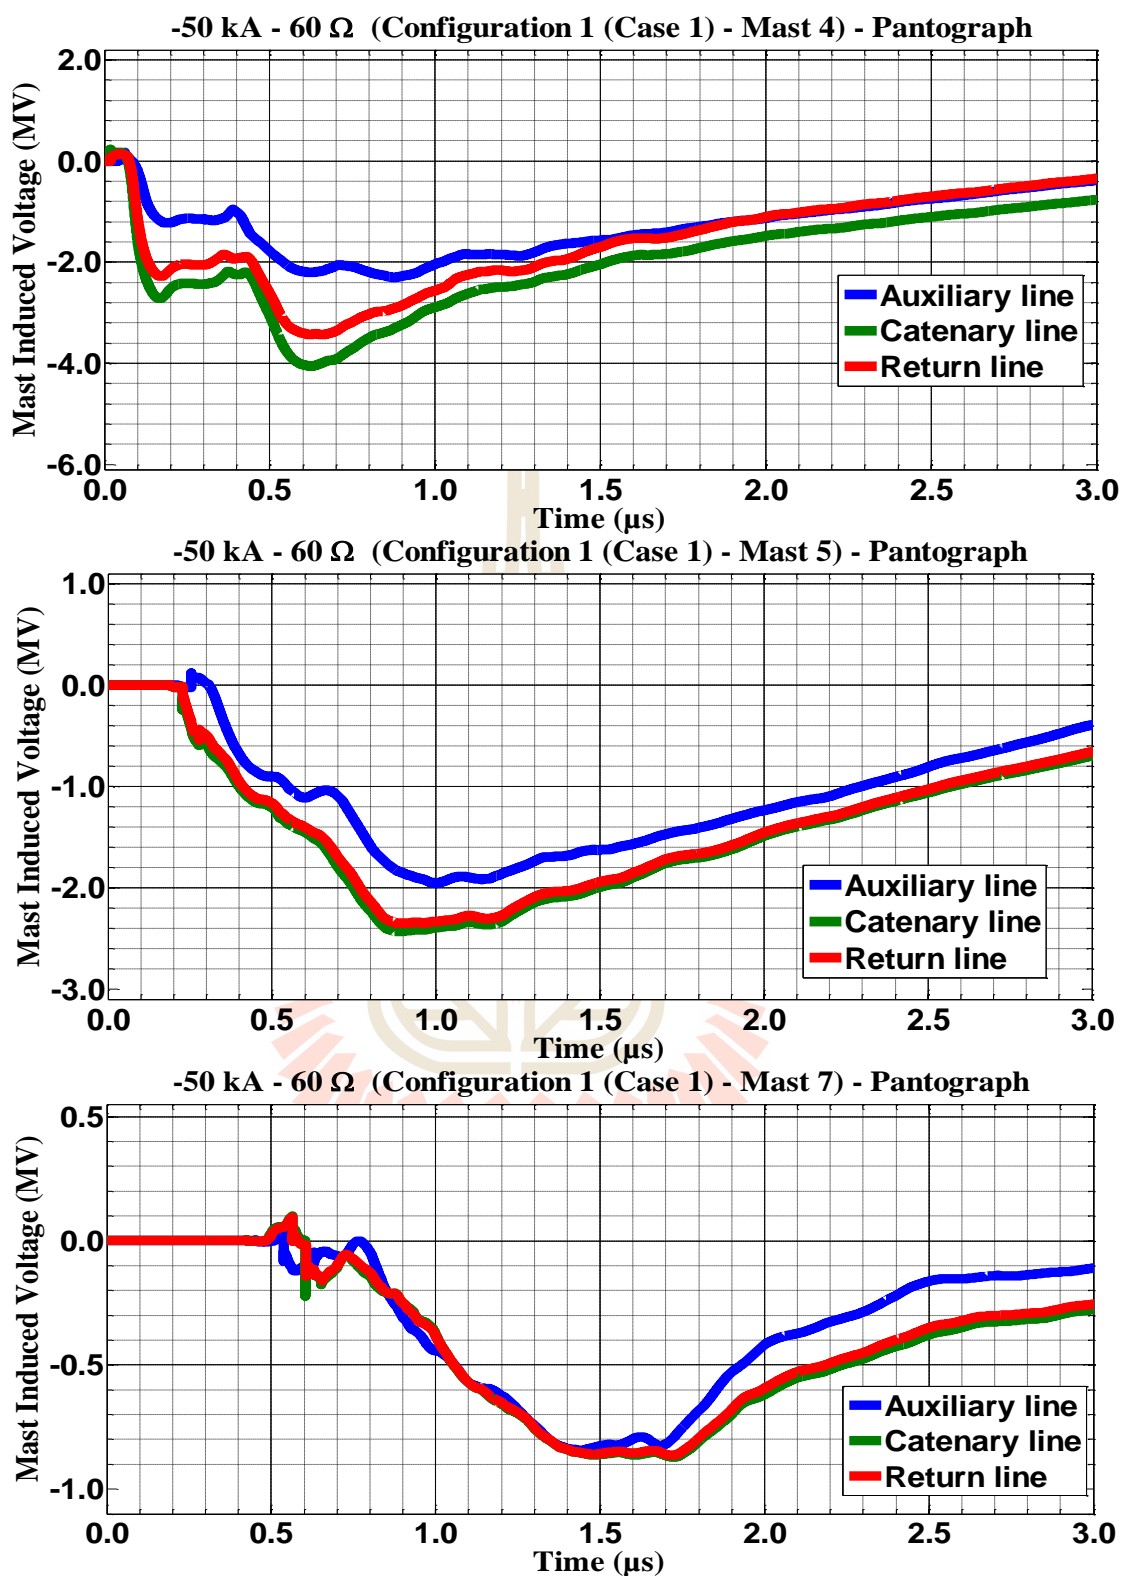 -50 kA - 60 Ω (Configuration 1 (Case 1) - Mast 4) - Pantograph
Mast Induced Voltage (MV)
2.0
0.0
-2.0
-4.0
-6.0
Auxiliary line
Catenary line
Return line
0.0 0.5 1.0 1.5 2.0 2.5 3.0
Time (µs)
-50 kA - 60 Ω (Configuration 1 (Case 1) - Mast 5) - Pantograph
Mast Induced Voltage (MV)
1.0
0.0
-1.0
-2.0
-3.0
Auxiliary line
Catenary line
Return line
0.0 0.5 1.0 1.5 2.0 2.5 3.0
Time (µs)
-50 kA - 60 Ω (Configuration 1 (Case 1) - Mast 7) - Pantograph
Mast Induced Voltage (MV)
0.5
0.0
-0.5
-1.0
Auxiliary line
Catenary line
Return line
0.0 0.5 1.0 1.5 2.0 2.5 3.0
Time (µs)